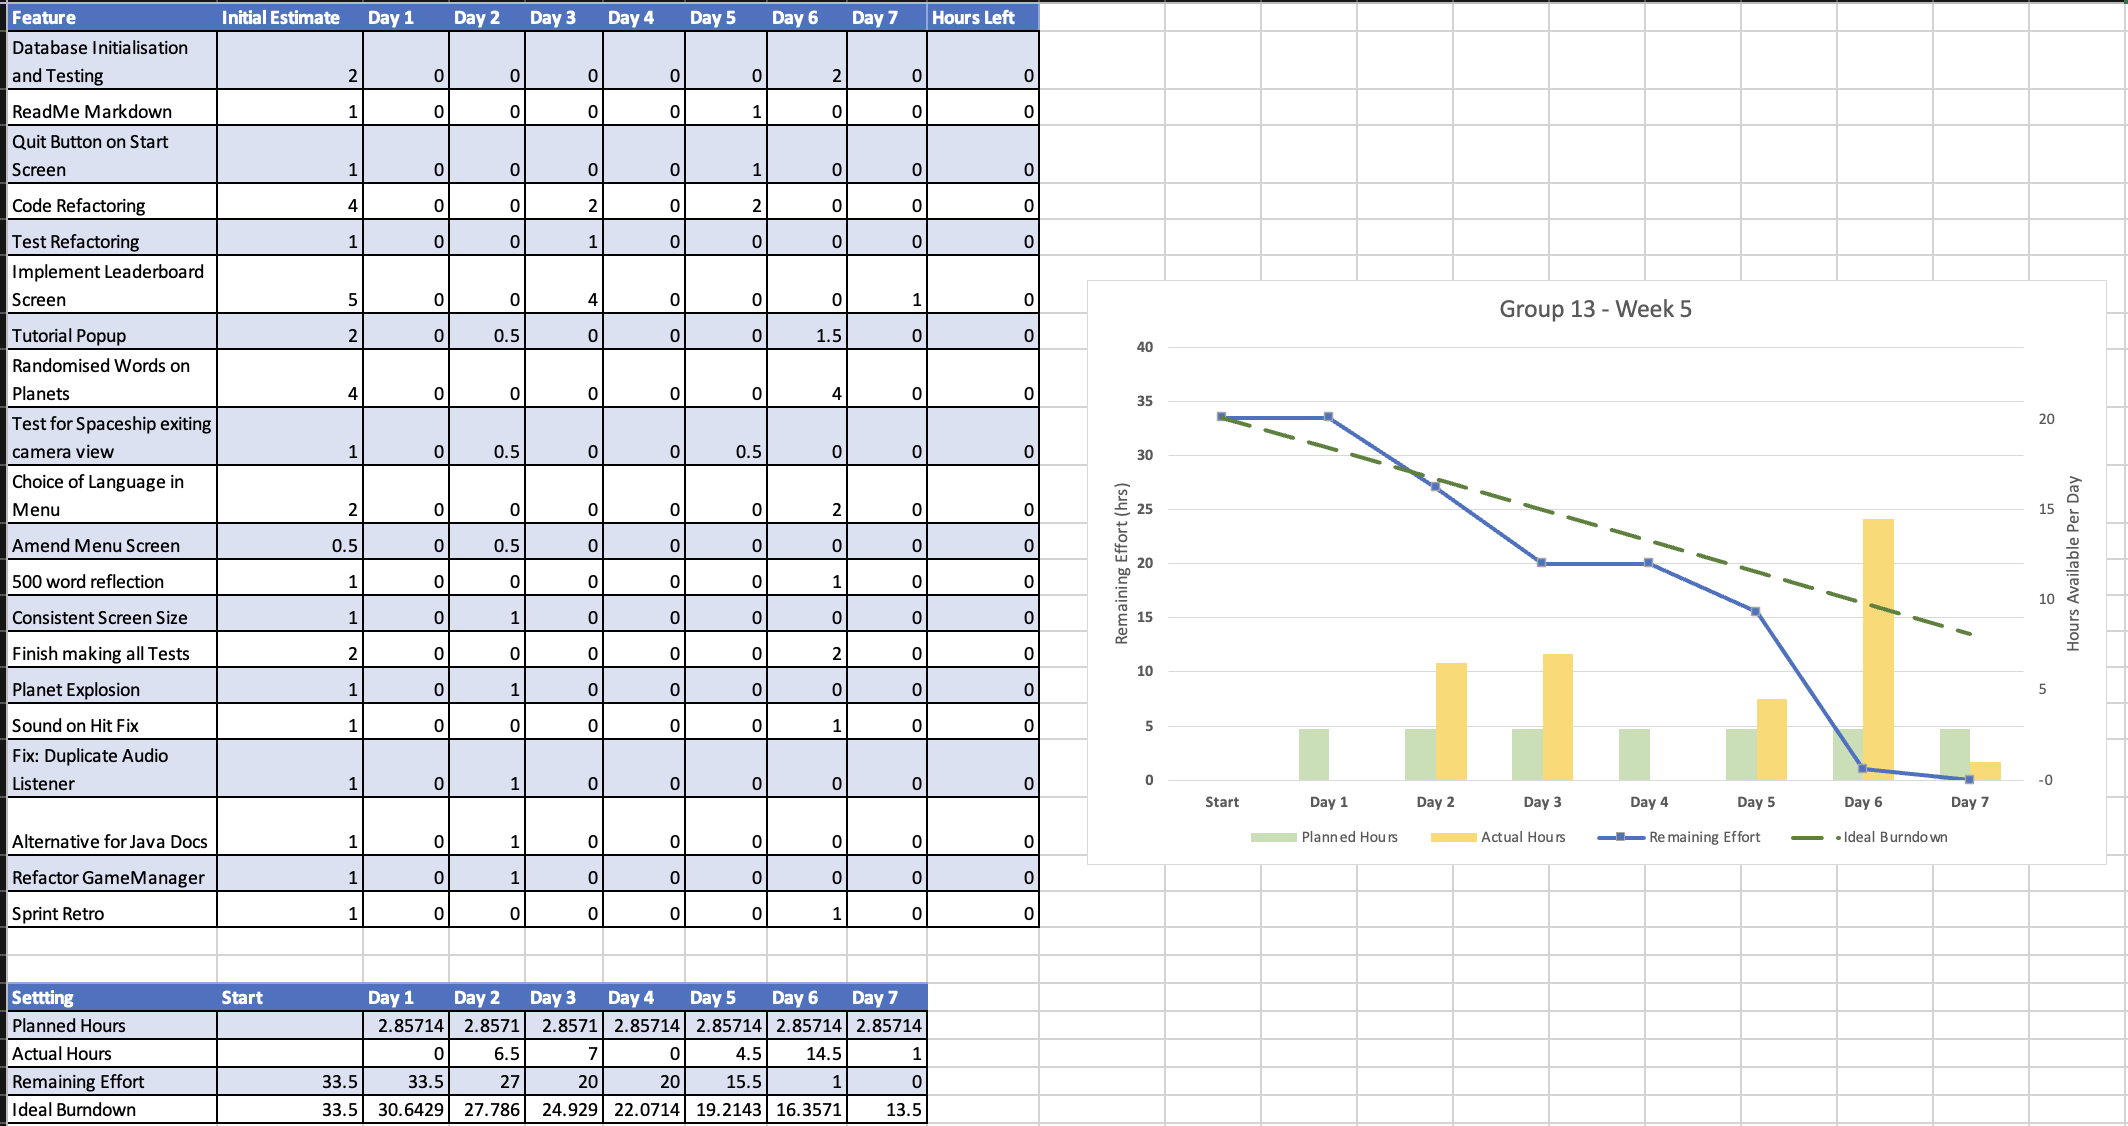 Feature Initial Estimate Day 1 Day 2 Day 3 Day 4 Day 5 Day 6 Day 7 Hours Left
Database Initialisation
and Testing 2 0 0 0 0 0 2 0 0
ReadMe Markdown 1 0 0 0 0 1 0 0 0
Quit Button on Start
Screen 1 0 0 0 0 1 0 0 0
Code Refactoring 4 0 0 2 0 2 0 0 0
Test Refactoring 1 0 0 1 0 0 0 0 0
Implement Leaderboard
Screen 5 0 0 4 0 0 0 1 0
Tutorial Popup 2 0 0.5 0 0 0 1.5 0 0
Randomised Words on
Planets 4 0 0 0 0 0 4 0 0
Test for Spaceship exiting
camera view 1 0 0.5 0 0 0.5 0 0 0
Choice of Language in
Menu 2 0 0 0 0 0 2 0 0
Amend Menu Screen 0.5 0 0.5 0 0 0 0 0 0
500 word reflection 1 0 0 0 0 0 1 0 0
Consistent Screen Size 1 0 1 0 0 0 0 0 0
Finish making all Tests 2 0 0 0 0 0 2 0 0
Planet Explosion 1 0 1 0 0 0 0 0 0
Sound on Hit Fix 1 0 0 0 0 0 1 0 0
Fix: Duplicate Audio
Listener 1 0 1 0 0 0 0 0 0
Alternative for Java Docs 1 0 1 0 0 0 0 0 0
Refactor GameManager 1 0 1 0 0 0 0 0 0
Sprint Retro 1 0 0 0 0 0 1 0 0
Settting Start Day 1 Day 2 Day 3 Day 4 Day 5 Day 6 Day 7
Planned Hours 2.85714 2.8571 2.8571 2.85714 2.85714 2.85714 2.85714
Actual Hours 0 6.5 7 0 4.5 14.5 1
Remaining Effort 33.5 33.5 27 20 20 15.5 1 0
Ideal Burndown 33.5 30.6429 27.786 24.929 22.0714 19.2143 16.3571 13.5
Group 13 - Week 5
Remaining Effort (hrs)
40
35
30
25
20
15
10
5
0
20
15
10
5
-0
Hours Available Per Day
Start Day 1 Day 2 Day 3 Day 4 Day 5 Day 6 Day 7
Planned Hours Actual Hours Remaining Effort Ideal Burndown